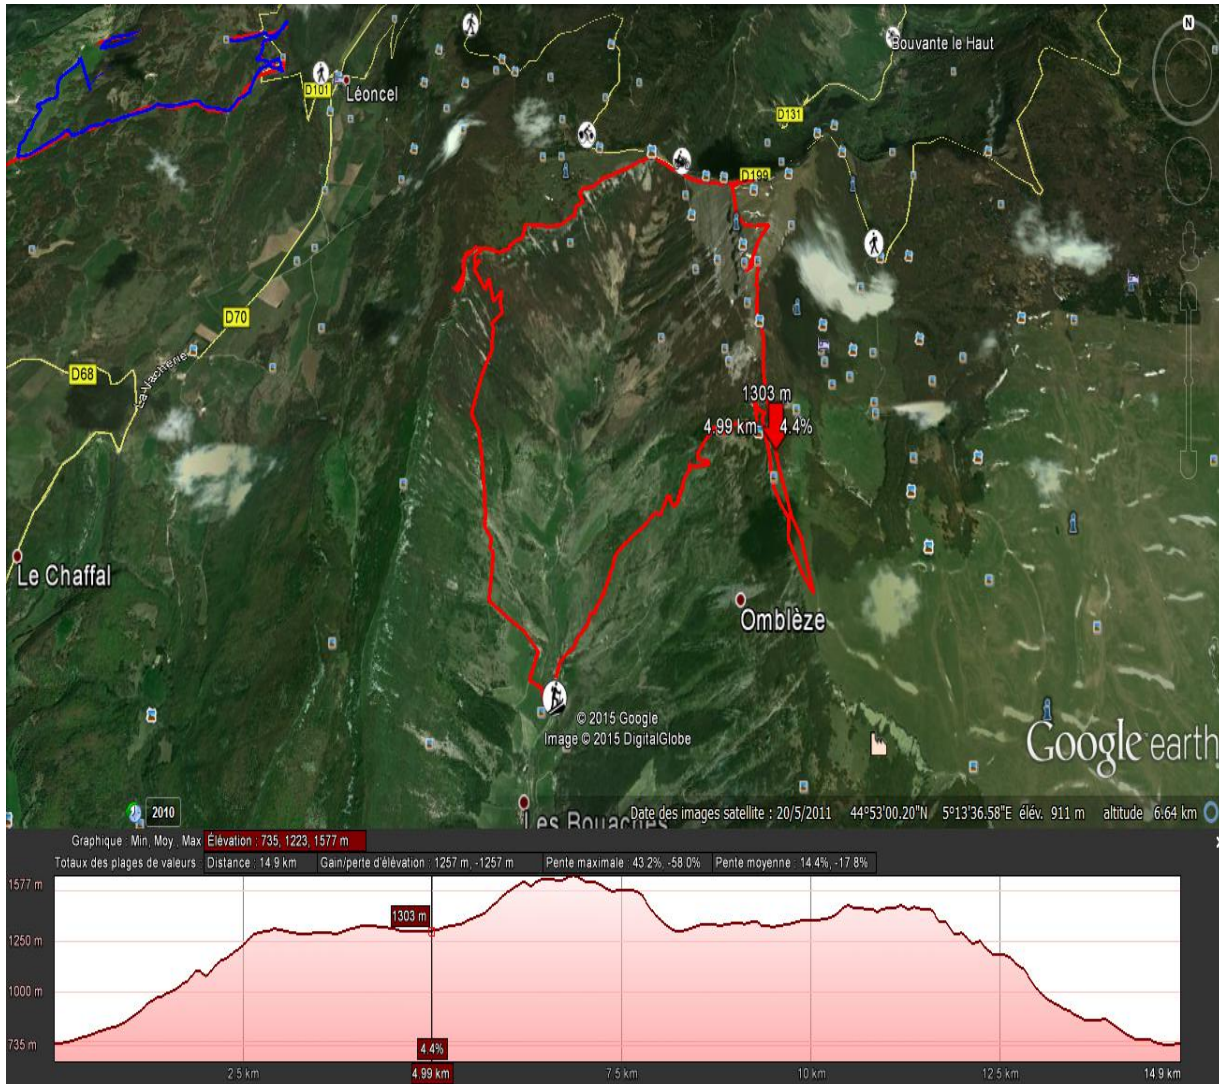 N
Bouvante le Haut
D101
Léoncel
D131
D199
D70
D68
La Vacherie
1303 m
4.99 km
4.4%
Le Chaffal
Omblèze
© 2015 Google
Image © 2015 DigitalGlobe
Google earth
2010
Les Bouaques
Date des images satellite : 20/5/2011 44°53'00.20"N 5°13'36.58"E élév. 911 m altitude 6.64 km
Graphique : Min, Moy , Max Élévation : 735, 1223, 1577 m
Totaux des plages de valeurs : Distance : 14.9 km Gain/perte d'élévation : 1257 m, -1257 m Pente maximale : 43.2%, -58.0% Pente moyenne : 14.4%, -17.8%
1577 m
1303 m
1250 m
1000 m
735 m
4.4%
2.5 km 4.99 km 7.5 km 10 km 12.5 km 14.9 km